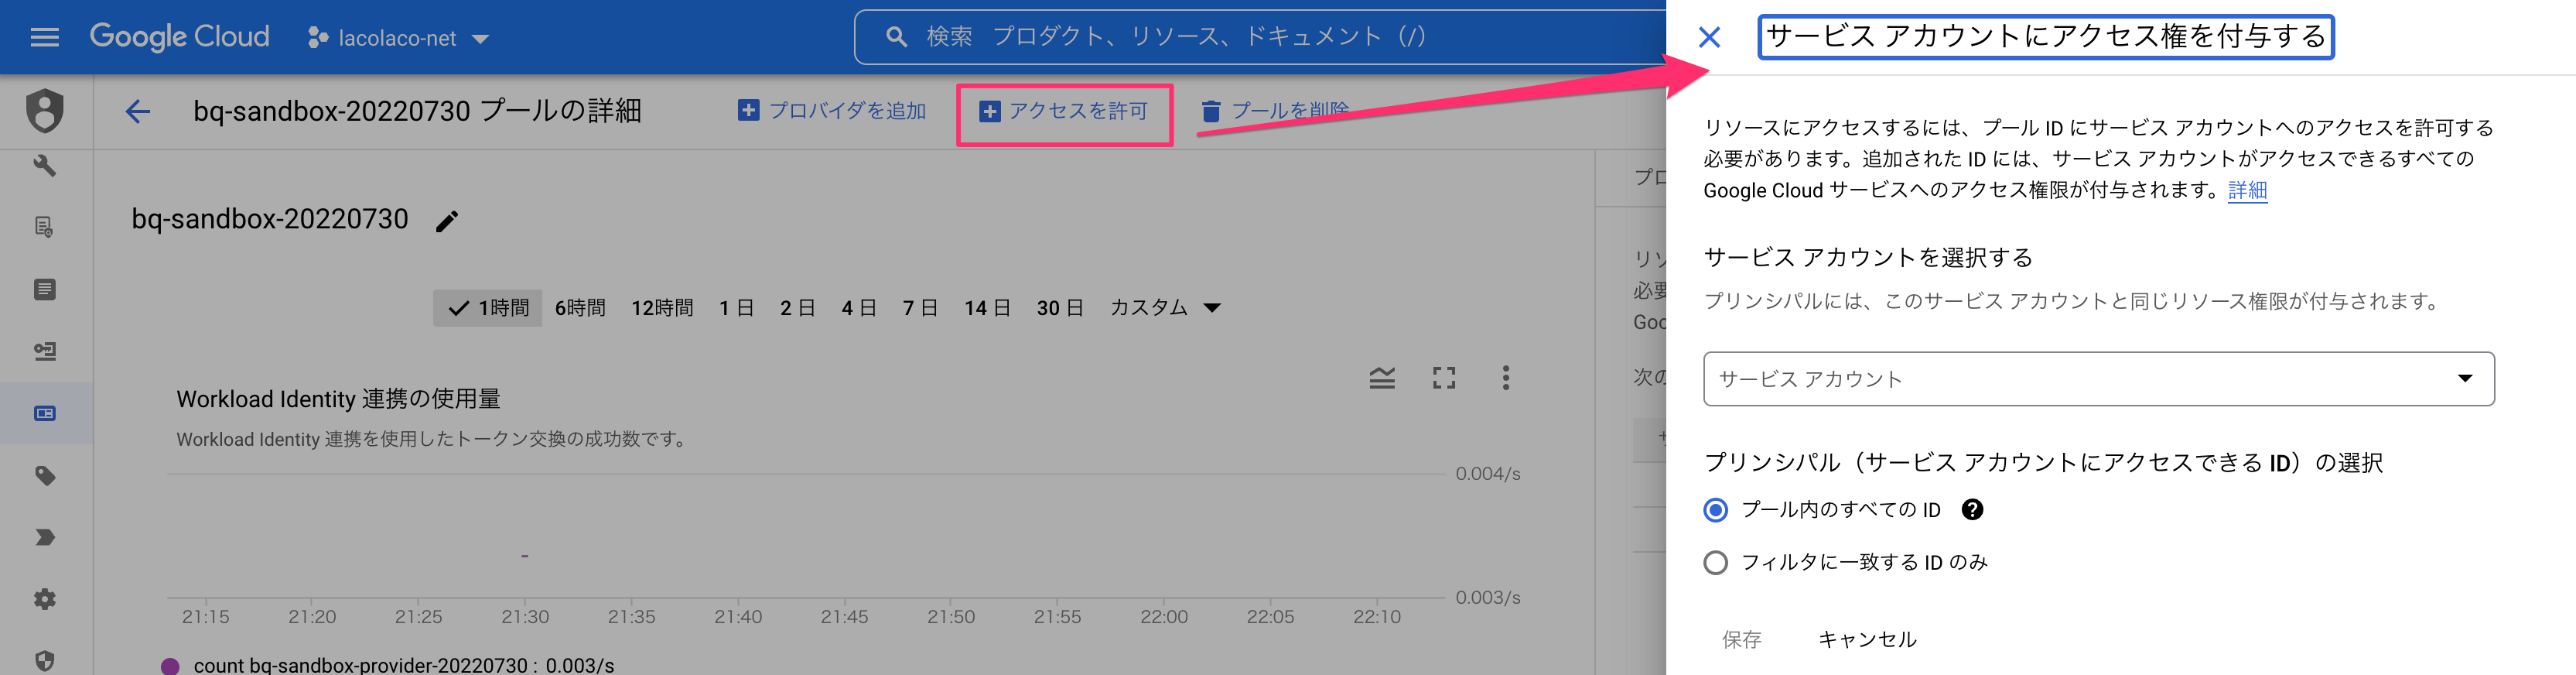 Google Cloud
lacolaco-net
検索 プロダクト、リソース、ドキュメント (/)
bq-sandbox-20220730 プールの詳細
プロバイダを追加
アクセスを許可
プールを削除
bq-sandbox-20220730
1時間 6時間 12時間 1 日 2 日 4 日 7 日 14 日 30 日 カスタム
Workload Identity 連携の使用量
Workload Identity 連携を使用したトークン交換の成功数です。
0.004/s
0.003/s
21:15 21:20 21:25 21:30 21:35 21:40 21:45 21:50 21:55 22:00 22:05 22:10
count bq-sandbox-provider-20220730 : 0.003/s
プロ
リソ
必要
Goo
次の
サービス アカウントにアクセス権を付与する
リソースにアクセスするには、プール ID にサービス アカウントへのアクセスを許可する
必要があります。追加された ID には、サービス アカウントがアクセスできるすべての
Google Cloud サービスへのアクセス権限が付与されます。詳細
サービス アカウントを選択する
プリンシパルには、このサービス アカウントと同じリソース権限が付与されます。
サービス アカウント
プリンシパル（サービス アカウントにアクセスできる ID）の選択
プール内のすべての ID
フィルタに一致する ID のみ
保存
キャンセル